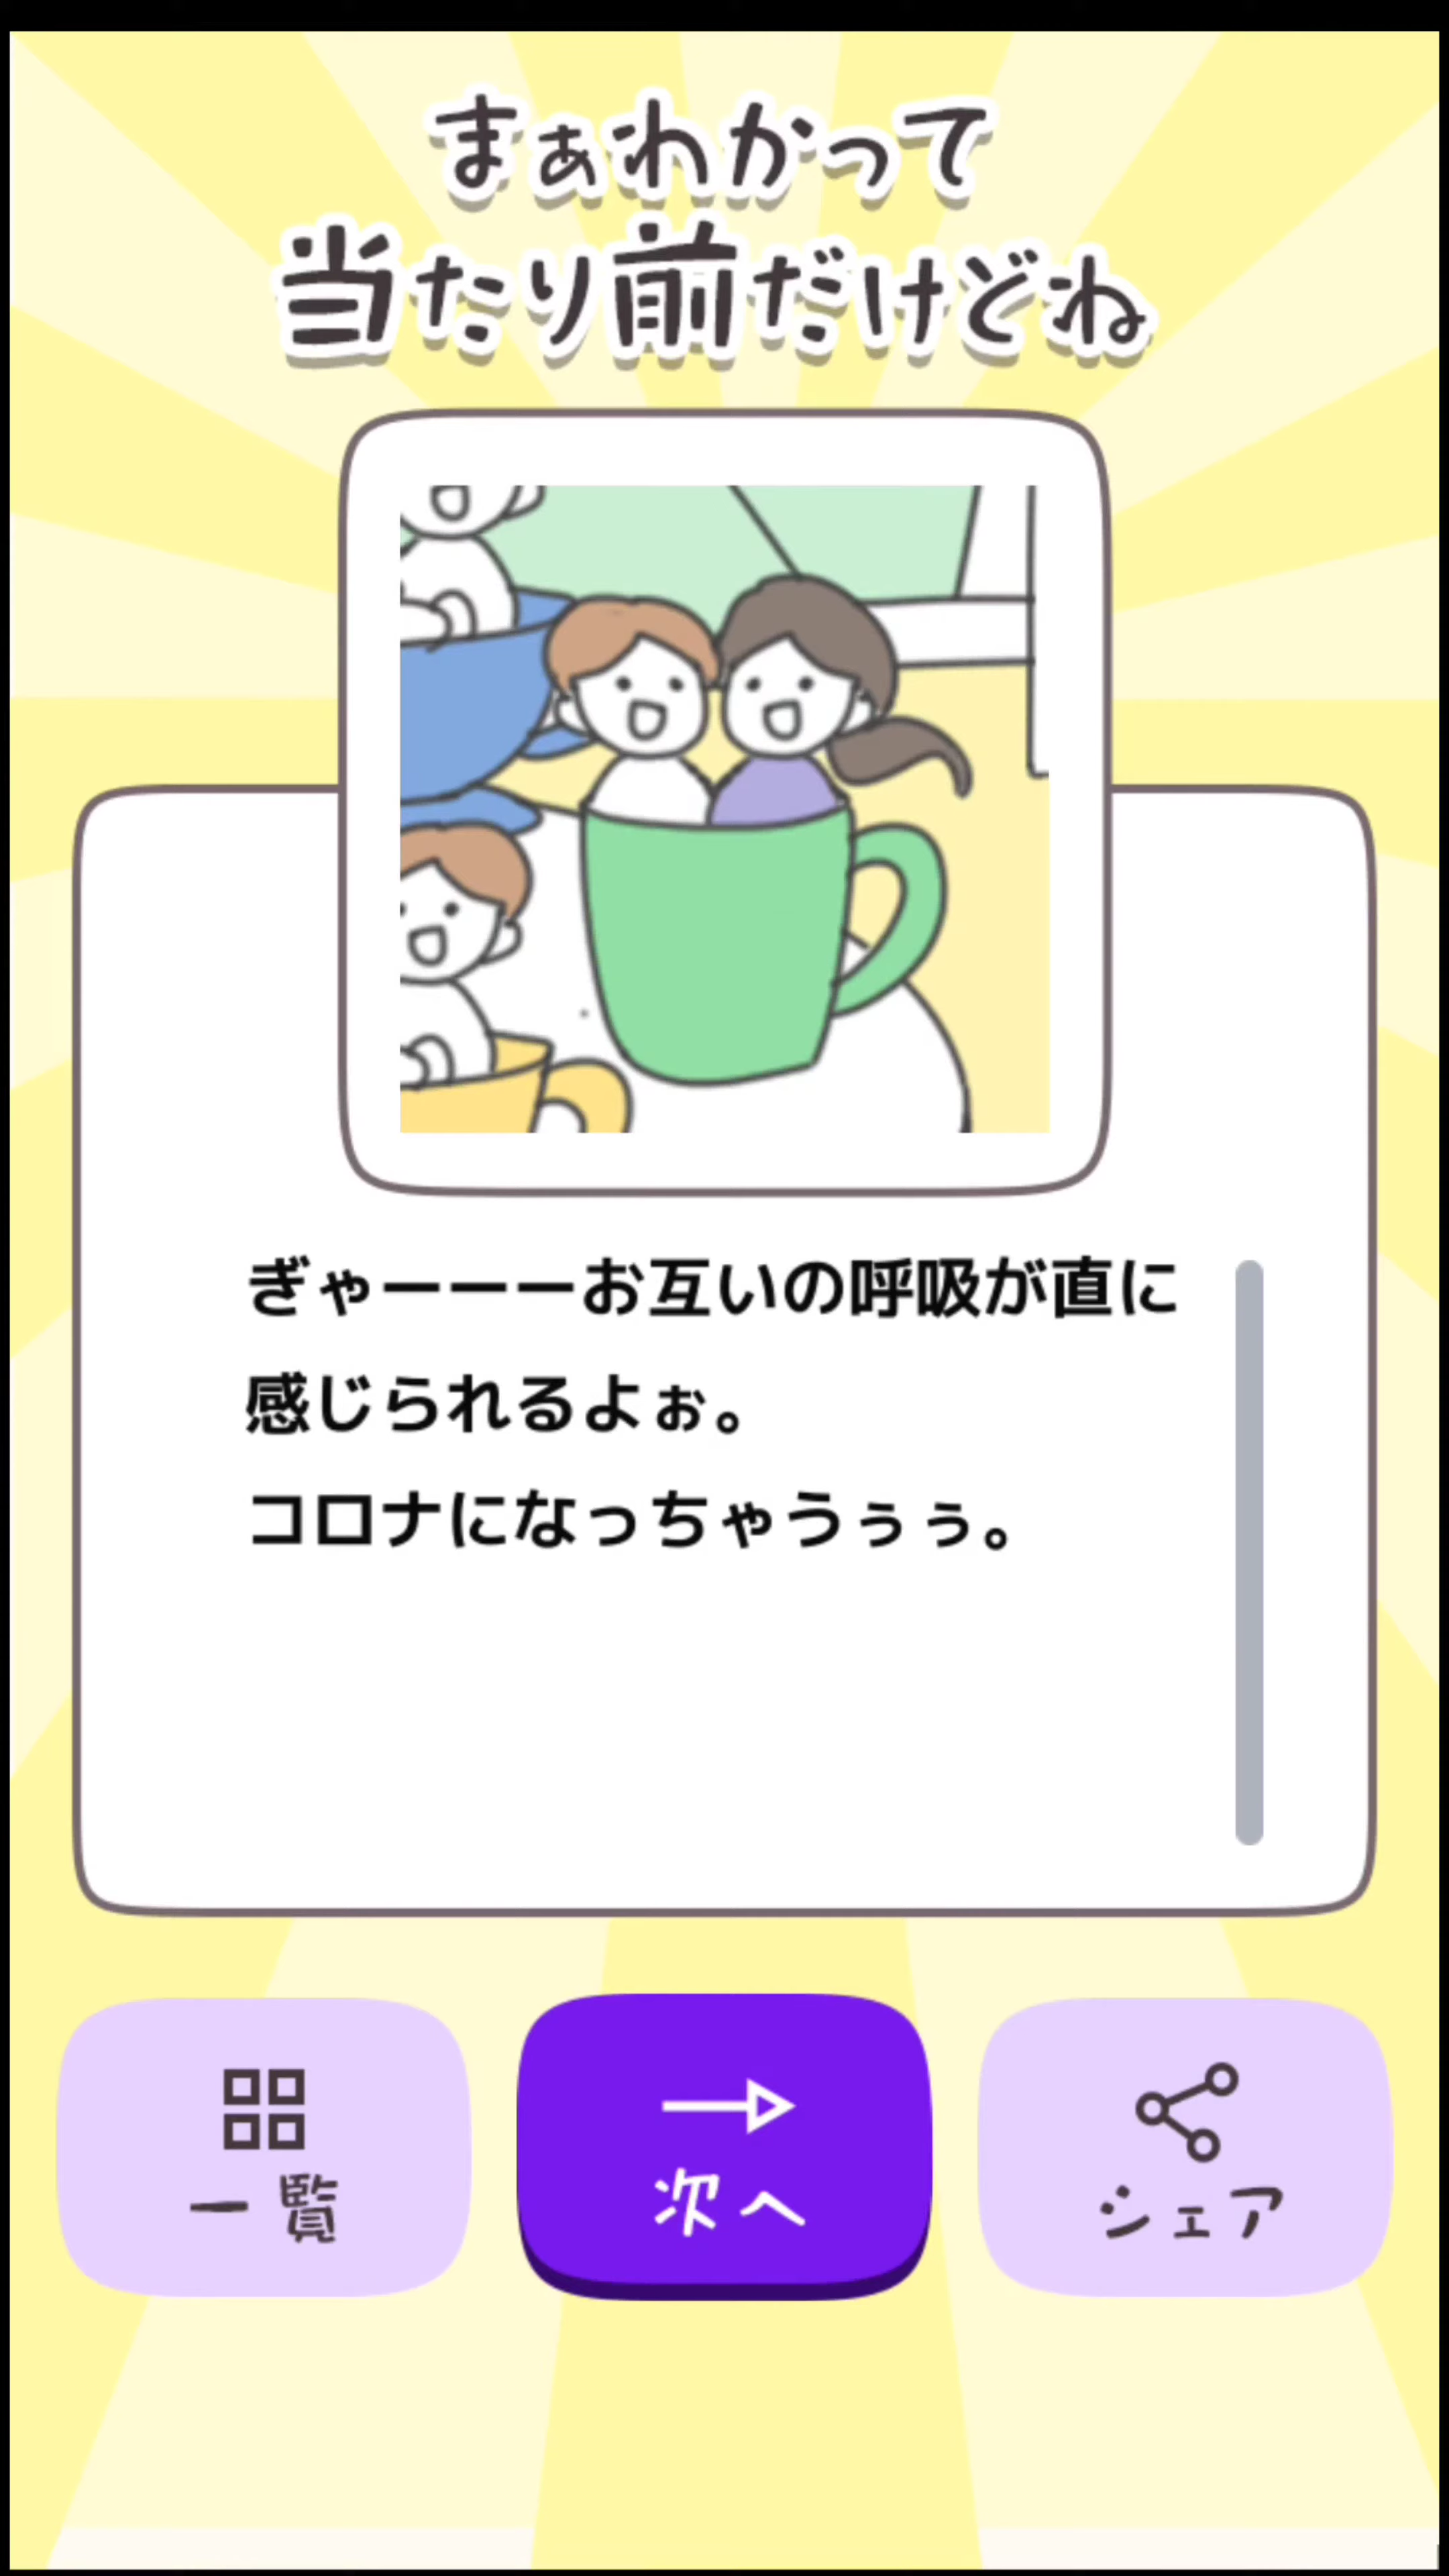 まぁわかって
当たり前だけどね
ぎゃーーーお互いの呼吸が直に
感じられるよぉ。
コロナになっちゃうぅぅ。
一覧
次へ
シェア